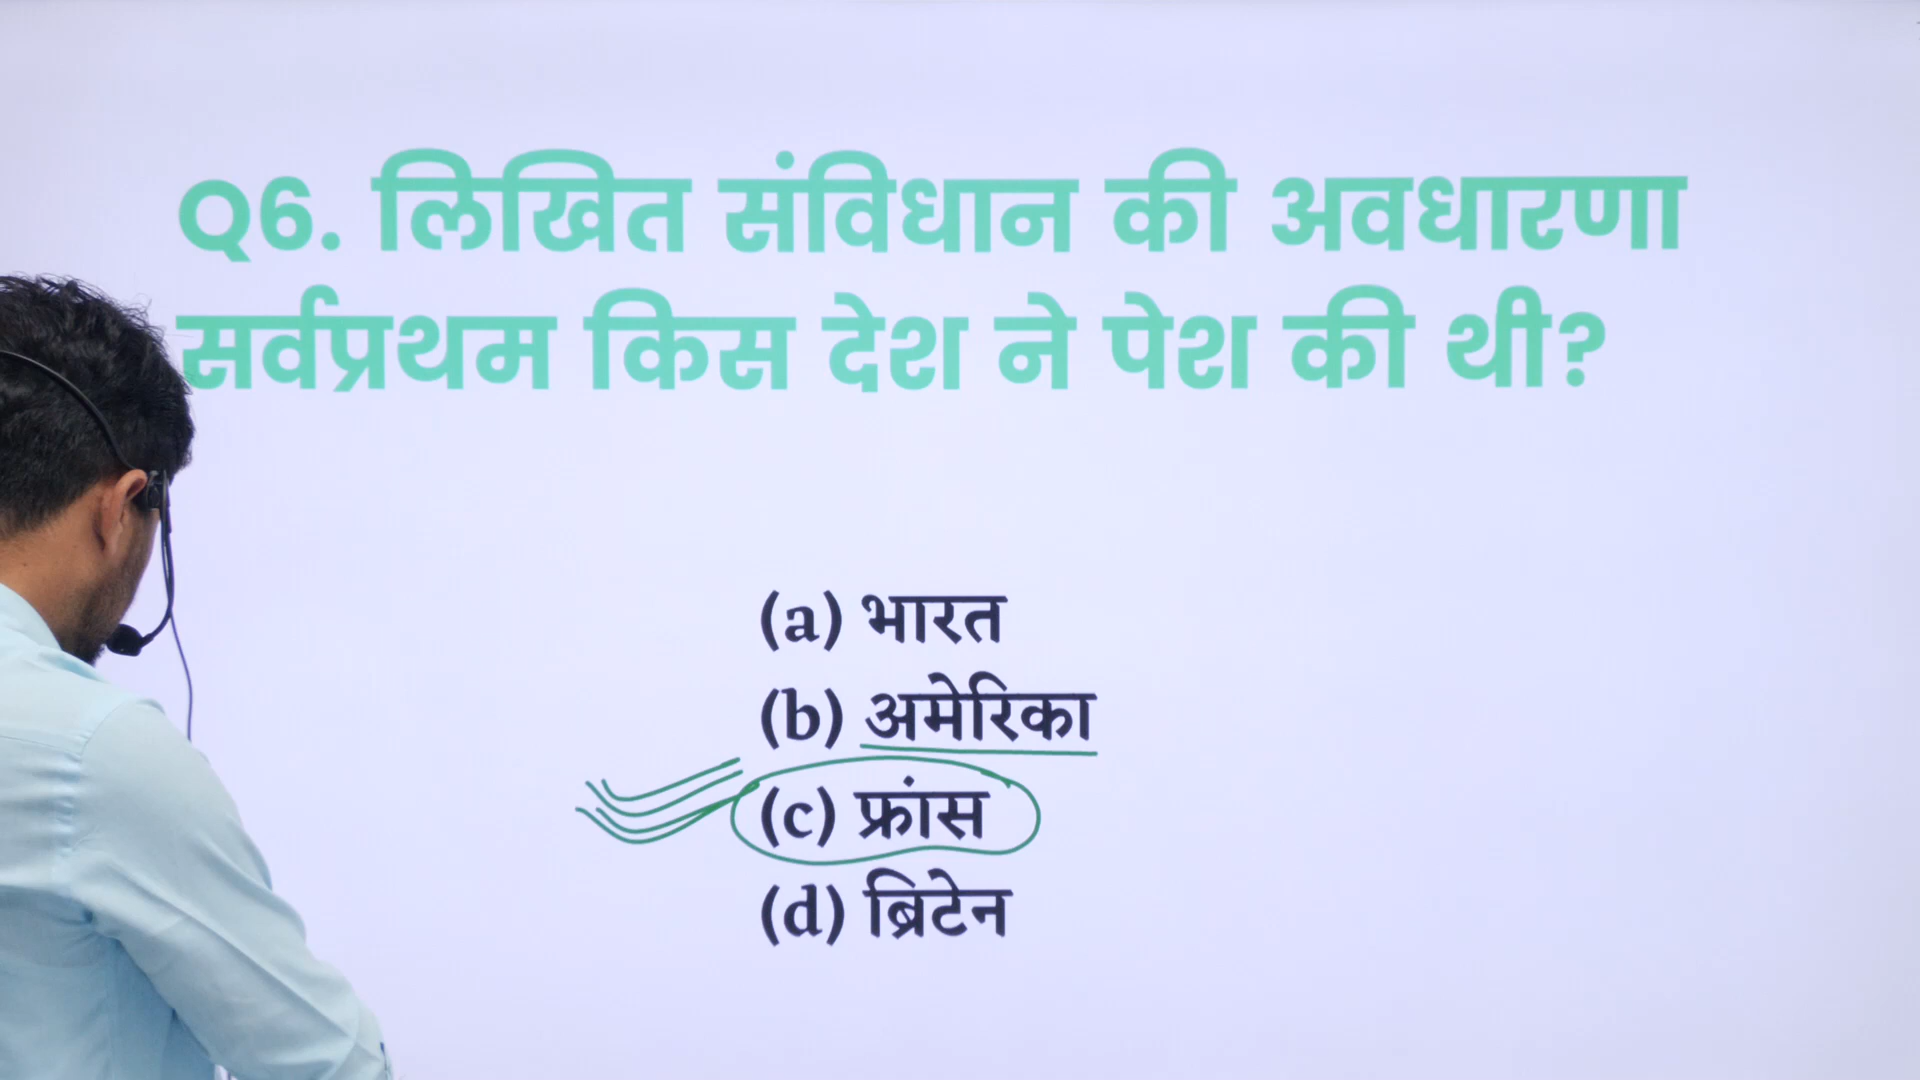 Q6. लिखित संविधान की अवधारणा
सर्वप्रथम किस देश ने पेश की थी?
(a) भारत
(b) अमेरिका
(c) फ्रांस
(d) ब्रिटेन